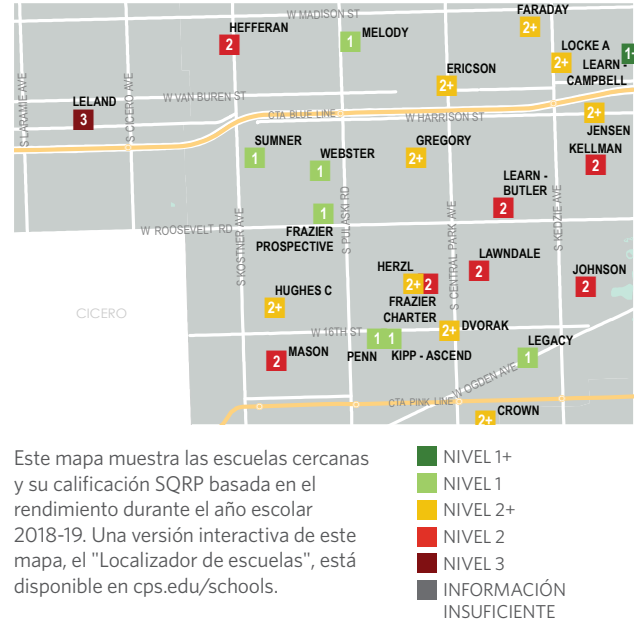 W MADISON ST
FARADAY
2+
HEFFERAN
2
MELODY
1
LOCKE A
2+
1+
LEARN -
CAMPBELL
ERICSON
2+
S LARAMIE AVE
S CICERO AVE
W VAN BUREN ST
LELAND
3
CTA BLUE LINE
W HARRISON ST
2+
JENSEN
SUMNER
1
WEBSTER
1
GREGORY
2+
KELLMAN
2
LEARN -
BUTLER
2
S KOSTNER AVE
S PULASKI RD
S CENTRAL PARK AVE
S KEDZIE AVE
W ROOSEVELT RD
1
FRAZIER
PROSPECTIVE
HERZL
2+
2
FRAZIER
CHARTER
LAWNDALE
2
JOHNSON
2
HUGHES C
2+
CICERO
W 16TH ST
DVORAK
2+
MASON
2
1
1
PENN
KIPP - ASCEND
LEGACY
1
W OGDEN AVE
CTA PINK LINE
CROWN
2+
Este mapa muestra las escuelas cercanas
y su calificación SQRP basada en el
rendimiento durante el año escolar
2018-19. Una versión interactiva de este
mapa, el "Localizador de escuelas", está
disponible en cps.edu/schools.
NIVEL 1+
NIVEL 1
NIVEL 2+
NIVEL 2
NIVEL 3
INFORMACIÓN
INSUFICIENTE